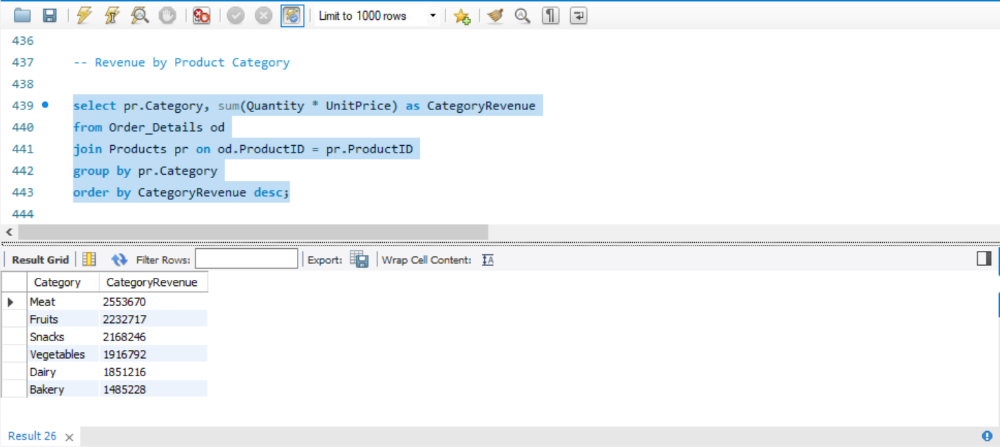 Limit to 1000 rows
436
437 -- Revenue by Product Category
438
439 select pr.Category, sum(Quantity * UnitPrice) as CategoryRevenue
440 from Order_Details od
441 join Products pr on od.ProductID = pr.ProductID
442 group by pr.Category
443 order by CategoryRevenue desc;
444
Result Grid Filter Rows: Export: Wrap Cell Content:
Category CategoryRevenue
Meat 2553670
Fruits 2232717
Snacks 2168246
Vegetables 1916792
Dairy 1851216
Bakery 1485228
Result 26